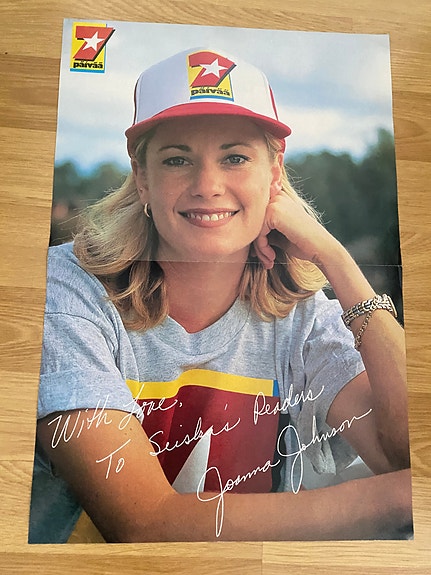 7
päivää
7
päivää
With Love,
To Seiska's Readers
Joanna Johnson